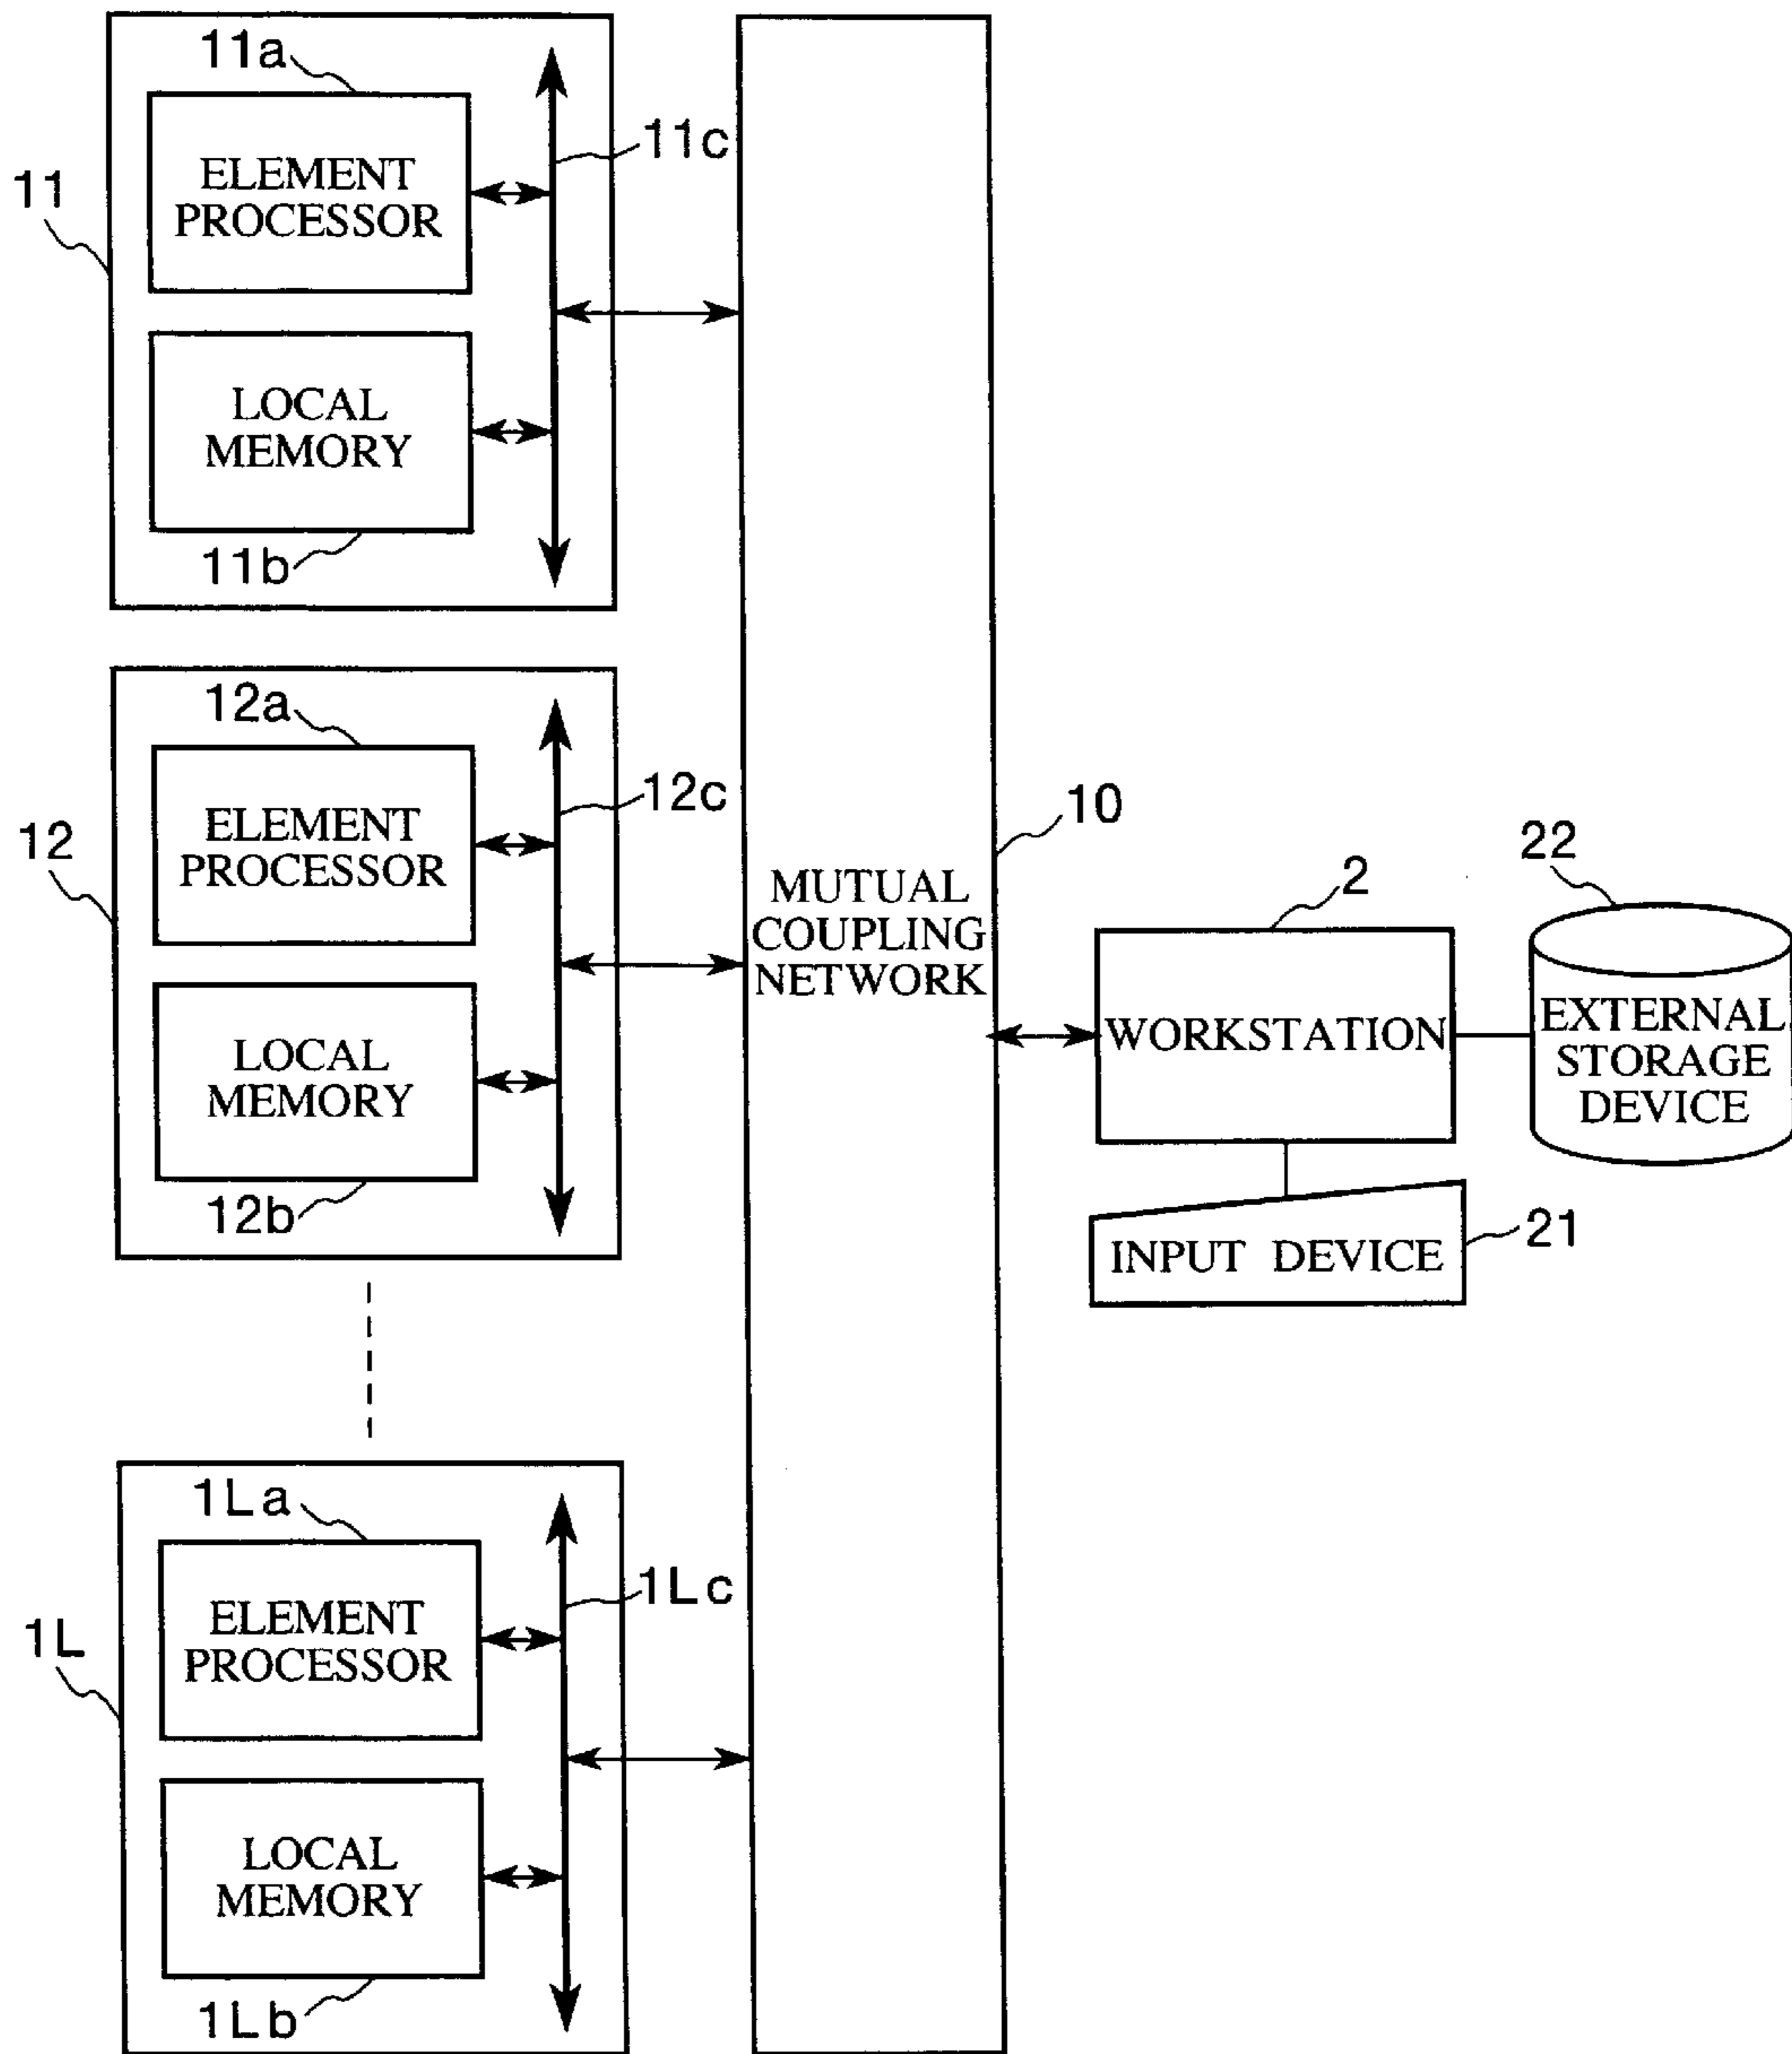 11a
ELEMENT
PROCESSOR
11c
11
LOCAL
MEMORY
11b
12a
ELEMENT
PROCESSOR
12c
12
LOCAL
MEMORY
12b
1La
ELEMENT
PROCESSOR
1Lc
1L
LOCAL
MEMORY
1Lb
MUTUAL
COUPLING
NETWORK
10
2
WORKSTATION
22
EXTERNAL
STORAGE
DEVICE
INPUT DEVICE
21